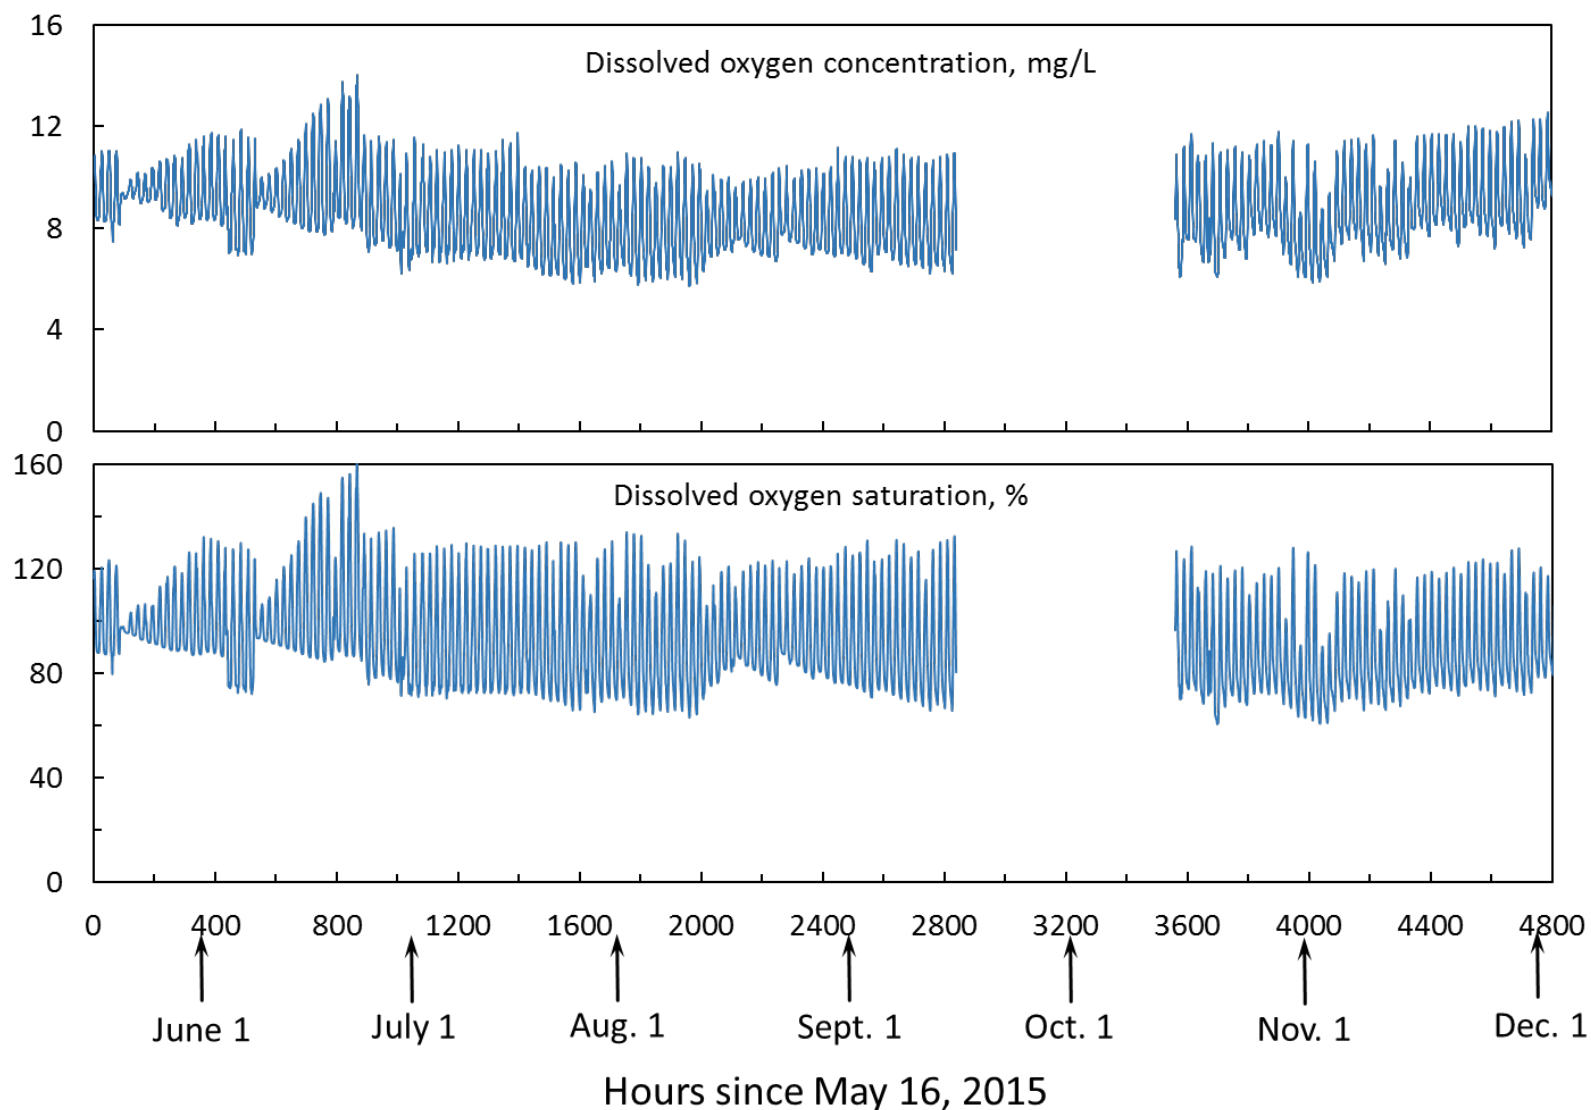 16
Dissolved oxygen concentration, mg/L
12
8
4
0
160
Dissolved oxygen saturation, %
120
80
40
0
0 400 800 1200 1600 2000 2400 2800 3200 3600 4000 4400 4800
June 1 July 1 Aug. 1 Sept. 1 Oct. 1 Nov. 1 Dec. 1
Hours since May 16, 2015